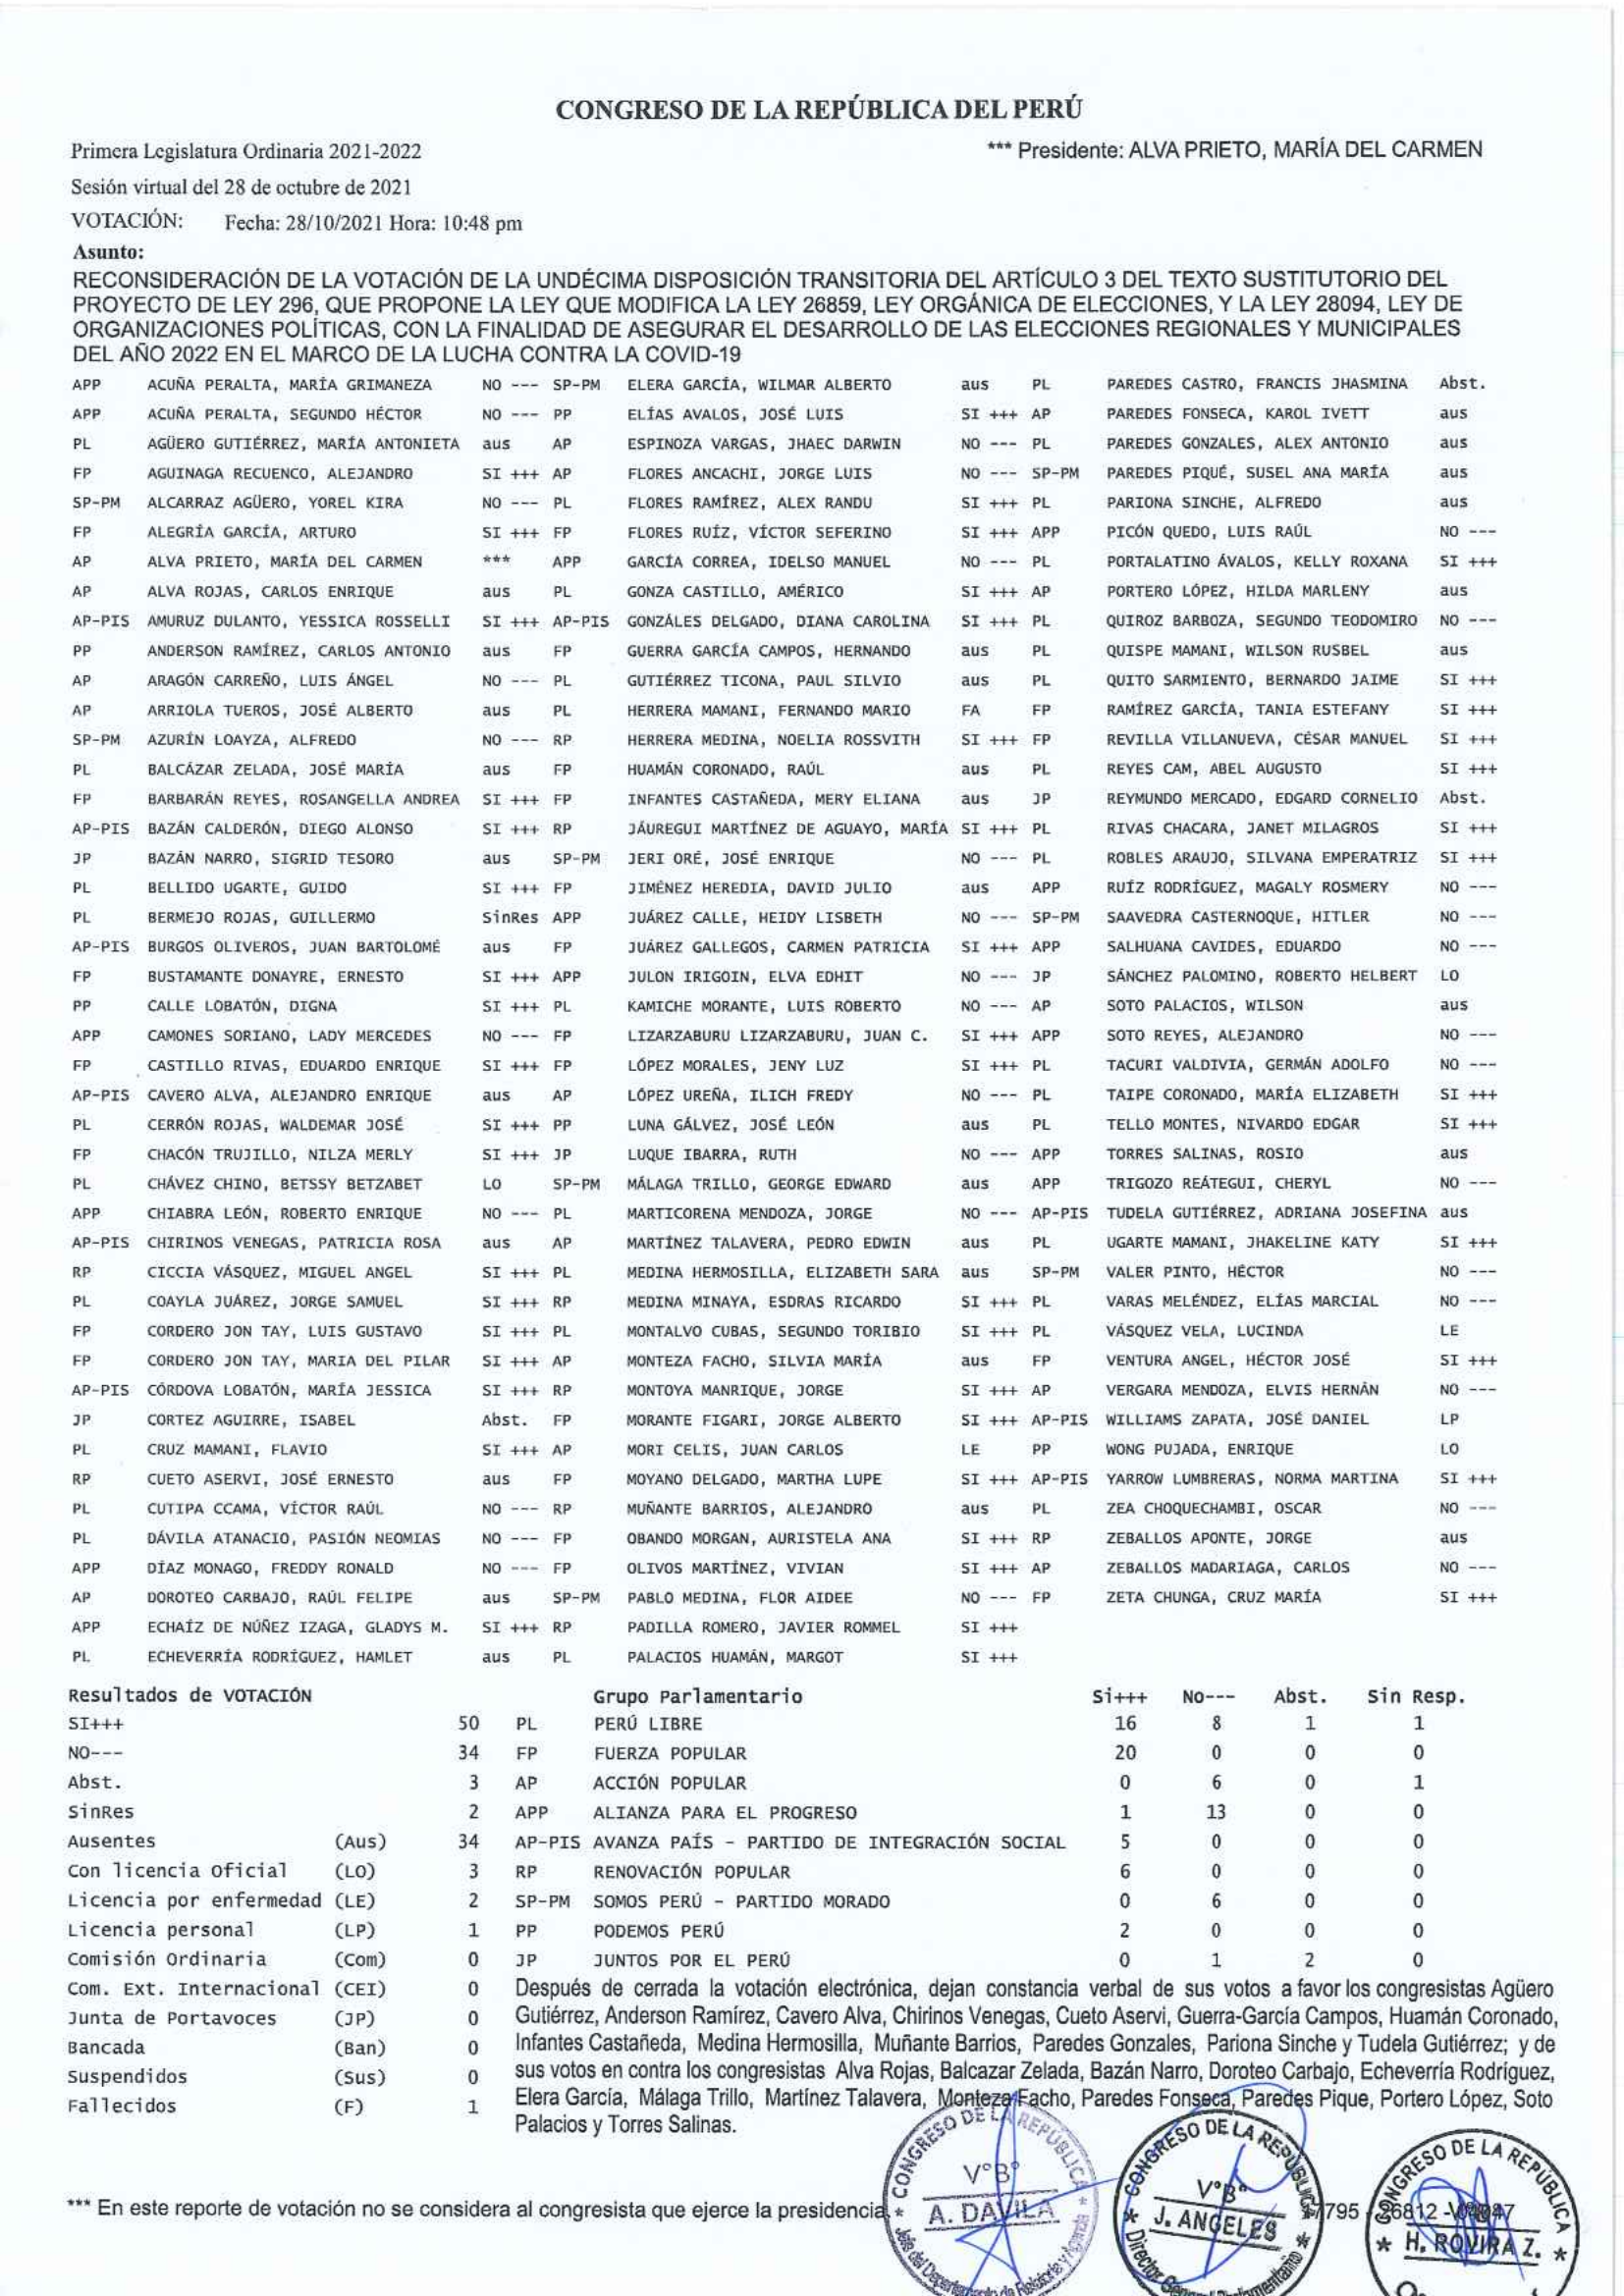 CONGRESO DE LA REPÚBLICA DEL PERÚ
Primera Legislatura Ordinaria 2021-2022 *** Presidente: ALVA PRIETO, MARÍA DEL CARMEN
Sesión virtual del 28 de octubre de 2021
VOTACIÓN: Fecha: 28/10/2021 Hora: 10:48 pm
Asunto:
RECONSIDERACIÓN DE LA VOTACIÓN DE LA UNDÉCIMA DISPOSICIÓN TRANSITORIA DEL ARTÍCULO 3 DEL TEXTO SUSTITUTORIO DEL
PROYECTO DE LEY 296, QUE PROPONE LA LEY QUE MODIFICA LA LEY 26859, LEY ORGÁNICA DE ELECCIONES, Y LA LEY 28094, LEY DE
ORGANIZACIONES POLÍTICAS, CON LA FINALIDAD DE ASEGURAR EL DESARROLLO DE LAS ELECCIONES REGIONALES Y MUNICIPALES
DEL AÑO 2022 EN EL MARCO DE LA LUCHA CONTRA LA COVID-19
APP ACUÑA PERALTA, MARÍA GRIMANEZA NO --- SP-PM ELERA GARCÍA, WILMAR ALBERTO aus PL PAREDES CASTRO, FRANCIS JHASMINA Abst.
APP ACUÑA PERALTA, SEGUNDO HÉCTOR NO --- PP ELÍAS AVALOS, JOSÉ LUIS SI +++ AP PAREDES FONSECA, KAROL IVETT aus
PL AGÜERO GUTIÉRREZ, MARÍA ANTONIETA aus AP ESPINOZA VARGAS, JHAEC DARWIN NO --- PL PAREDES GONZALES, ALEX ANTONIO aus
FP AGUINAGA RECUENCO, ALEJANDRO SI +++ AP FLORES ANCACHI, JORGE LUIS NO --- SP-PM PAREDES PIQUÉ, SUSEL ANA MARÍA aus
SP-PM ALCARRAZ AGÜERO, YOREL KIRA NO --- PL FLORES RAMÍREZ, ALEX RANDU SI +++ PL PARIONA SINCHE, ALFREDO aus
FP ALEGRÍA GARCÍA, ARTURO SI +++ FP FLORES RUÍZ, VÍCTOR SEFERINO SI +++ APP PICÓN QUEDO, LUIS RAÚL NO ---
AP ALVA PRIETO, MARÍA DEL CARMEN *** APP GARCÍA CORREA, IDELSO MANUEL NO --- PL PORTALATINO ÁVALOS, KELLY ROXANA SI +++
AP ALVA ROJAS, CARLOS ENRIQUE aus PL GONZA CASTILLO, AMÉRICO SI +++ AP PORTERO LÓPEZ, HILDA MARLENY aus
AP-PIS AMURUZ DULANTO, YESSICA ROSSELLI SI +++ AP-PIS GONZÁLES DELGADO, DIANA CAROLINA SI +++ PL QUIROZ BARBOZA, SEGUNDO TEODOMIRO NO ---
PP ANDERSON RAMÍREZ, CARLOS ANTONIO aus FP GUERRA GARCÍA CAMPOS, HERNANDO aus PL QUISPE MAMANI, WILSON RUSBEL aus
AP ARAGÓN CARREÑO, LUIS ÁNGEL NO --- PL GUTIÉRREZ TICONA, PAUL SILVIO aus PL QUITO SARMIENTO, BERNARDO JAIME SI +++
AP ARRIOLA TUEROS, JOSÉ ALBERTO aus PL HERRERA MAMANI, FERNANDO MARIO FA FP RAMÍREZ GARCÍA, TANIA ESTEFANY SI +++
SP-PM AZURÍN LOAYZA, ALFREDO NO --- RP HERRERA MEDINA, NOELIA ROSSVITH SI +++ FP REVILLA VILLANUEVA, CÉSAR MANUEL SI +++
PL BALCÁZAR ZELADA, JOSÉ MARÍA aus FP HUAMÁN CORONADO, RAÚL aus PL REYES CAM, ABEL AUGUSTO SI +++
FP BARBARÁN REYES, ROSANGELLA ANDREA SI +++ FP INFANTES CASTAÑEDA, MERY ELIANA aus JP REYMUNDO MERCADO, EDGARD CORNELIO Abst.
AP-PIS BAZÁN CALDERÓN, DIEGO ALONSO SI +++ RP JÁUREGUI MARTÍNEZ DE AGUAYO, MARÍA SI +++ PL RIVAS CHACARA, JANET MILAGROS SI +++
JP BAZÁN NARRO, SIGRID TESORO aus SP-PM JERI ORÉ, JOSÉ ENRIQUE NO --- PL ROBLES ARAUJO, SILVANA EMPERATRIZ SI +++
PL BELLIDO UGARTE, GUIDO SI +++ FP JIMÉNEZ HEREDIA, DAVID JULIO aus APP RUÍZ RODRÍGUEZ, MAGALY ROSMERY NO ---
PL BERMEJO ROJAS, GUILLERMO SinRes APP JUÁREZ CALLE, HEIDY LISBETH NO --- SP-PM SAAVEDRA CASTERNOQUE, HITLER NO ---
AP-PIS BURGOS OLIVEROS, JUAN BARTOLOMÉ aus FP JUÁREZ GALLEGOS, CARMEN PATRICIA SI +++ APP SALHUANA CAVIDES, EDUARDO NO ---
FP BUSTAMANTE DONAYRE, ERNESTO SI +++ APP JULON IRIGOIN, ELVA EDHIT NO --- JP SÁNCHEZ PALOMINO, ROBERTO HELBERT LO
PP CALLE LOBATÓN, DIGNA SI +++ PL KAMICHE MORANTE, LUIS ROBERTO NO --- AP SOTO PALACIOS, WILSON aus
APP CAMONES SORIANO, LADY MERCEDES NO --- FP LIZARZABURU LIZARZABURU, JUAN C. SI +++ APP SOTO REYES, ALEJANDRO NO ---
FP CASTILLO RIVAS, EDUARDO ENRIQUE SI +++ FP LÓPEZ MORALES, JENY LUZ SI +++ PL TACURI VALDIVIA, GERMÁN ADOLFO NO ---
AP-PIS CAVERO ALVA, ALEJANDRO ENRIQUE aus AP LÓPEZ UREÑA, ILICH FREDY NO --- PL TAIPE CORONADO, MARÍA ELIZABETH SI +++
PL CERRÓN ROJAS, WALDEMAR JOSÉ SI +++ PP LUNA GÁLVEZ, JOSÉ LEÓN aus PL TELLO MONTES, NIVARDO EDGAR SI +++
FP CHACÓN TRUJILLO, NILZA MERLY SI +++ JP LUQUE IBARRA, RUTH NO --- APP TORRES SALINAS, ROSIO aus
PL CHÁVEZ CHINO, BETSSY BETZABET LO SP-PM MÁLAGA TRILLO, GEORGE EDWARD aus APP TRIGOZO REÁTEGUI, CHERYL NO ---
APP CHIABRA LEÓN, ROBERTO ENRIQUE NO --- PL MARTICORENA MENDOZA, JORGE NO --- AP-PIS TUDELA GUTIÉRREZ, ADRIANA JOSEFINA aus
AP-PIS CHIRINOS VENEGAS, PATRICIA ROSA aus AP MARTÍNEZ TALAVERA, PEDRO EDWIN aus PL UGARTE MAMANI, JHAKELINE KATY SI +++
RP CICCIA VÁSQUEZ, MIGUEL ANGEL SI +++ PL MEDINA HERMOSILLA, ELIZABETH SARA aus SP-PM VALER PINTO, HÉCTOR NO ---
PL COAYLA JUÁREZ, JORGE SAMUEL SI +++ RP MEDINA MINAYA, ESDRAS RICARDO SI +++ PL VARAS MELÉNDEZ, ELÍAS MARCIAL NO ---
FP CORDERO JON TAY, LUIS GUSTAVO SI +++ PL MONTALVO CUBAS, SEGUNDO TORIBIO SI +++ PL VÁSQUEZ VELA, LUCINDA LE
FP CORDERO JON TAY, MARIA DEL PILAR SI +++ AP MONTEZA FACHO, SILVIA MARÍA aus FP VENTURA ANGEL, HÉCTOR JOSÉ SI +++
AP-PIS CÓRDOVA LOBATÓN, MARÍA JESSICA SI +++ RP MONTOYA MANRIQUE, JORGE SI +++ AP VERGARA MENDOZA, ELVIS HERNÁN NO ---
JP CORTEZ AGUIRRE, ISABEL Abst. FP MORANTE FIGARI, JORGE ALBERTO SI +++ AP-PIS WILLIAMS ZAPATA, JOSÉ DANIEL LP
PL CRUZ MAMANI, FLAVIO SI +++ AP MORI CELIS, JUAN CARLOS LE PP WONG PUJADA, ENRIQUE LO
RP CUETO ASERVI, JOSÉ ERNESTO aus FP MOYANO DELGADO, MARTHA LUPE SI +++ AP-PIS YARROW LUMBRERAS, NORMA MARTINA SI +++
PL CUTIPA CCAMA, VÍCTOR RAÚL NO --- RP MUÑANTE BARRIOS, ALEJANDRO aus PL ZEA CHOQUECHAMBI, OSCAR NO ---
PL DÁVILA ATANACIO, PASIÓN NEOMIAS NO --- FP OBANDO MORGAN, AURISTELA ANA SI +++ RP ZEBALLOS APONTE, JORGE aus
APP DÍAZ MONAGO, FREDDY RONALD NO --- FP OLIVOS MARTÍNEZ, VIVIAN SI +++ AP ZEBALLOS MADARIAGA, CARLOS NO ---
AP DOROTEO CARBAJO, RAÚL FELIPE aus SP-PM PABLO MEDINA, FLOR AIDEE NO --- FP ZETA CHUNGA, CRUZ MARÍA SI +++
APP ECHAÍZ DE NÚÑEZ IZAGA, GLADYS M. SI +++ RP PADILLA ROMERO, JAVIER ROMMEL SI +++
PL ECHEVERRÍA RODRÍGUEZ, HAMLET aus PL PALACIOS HUAMÁN, MARGOT SI +++
Resultados de VOTACIÓN Grupo Parlamentario Si+++ No--- Abst. Sin Resp.
SI+++ 50 PL PERÚ LIBRE 16 8 1 1
NO--- 34 FP FUERZA POPULAR 20 0 0 0
Abst. 3 AP ACCIÓN POPULAR 0 6 0 1
SinRes 2 APP ALIANZA PARA EL PROGRESO 1 13 0 0
Ausentes (Aus) 34 AP-PIS AVANZA PAÍS - PARTIDO DE INTEGRACIÓN SOCIAL 5 0 0 0
Con licencia Oficial (LO) 3 RP RENOVACIÓN POPULAR 6 0 0 0
Licencia por enfermedad (LE) 2 SP-PM SOMOS PERÚ - PARTIDO MORADO 0 6 0 0
Licencia personal (LP) 1 PP PODEMOS PERÚ 2 0 0 0
Comisión Ordinaria (Com) 0 JP JUNTOS POR EL PERÚ 0 1 2 0
Com. Ext. Internacional (CEI) 0
Junta de Portavoces (JP) 0
Bancada (Ban) 0
Suspendidos (Sus) 0
Fallecidos (F) 1
Después de cerrada la votación electrónica, dejan constancia verbal de sus votos a favor los congresistas Agüero
Gutiérrez, Anderson Ramírez, Cavero Alva, Chirinos Venegas, Cueto Aservi, Guerra-García Campos, Huamán Coronado,
Infantes Castañeda, Medina Hermosilla, Muñante Barrios, Paredes Gonzales, Pariona Sinche y Tudela Gutiérrez; y de
sus votos en contra los congresistas Alva Rojas, Balcazar Zelada, Bazán Narro, Doroteo Carbajo, Echeverría Rodríguez,
Elera García, Málaga Trillo, Martínez Talavera, Monteza Facho, Paredes Fonseca, Paredes Pique, Portero López, Soto
Palacios y Torres Salinas.
*** En este reporte de votación no se considera al congresista que ejerce la presidencia
CONGRESO DE LA REPÚBLICA
V°B°
A. DAVILA
Jefe del Departamento de Relatoría y Agenda
CONGRESO DE LA REPÚBLICA
V°B°
J. ANGELES
Director General Parlamentario
CONGRESO DE LA REPÚBLICA
H. ROVIRA Z.